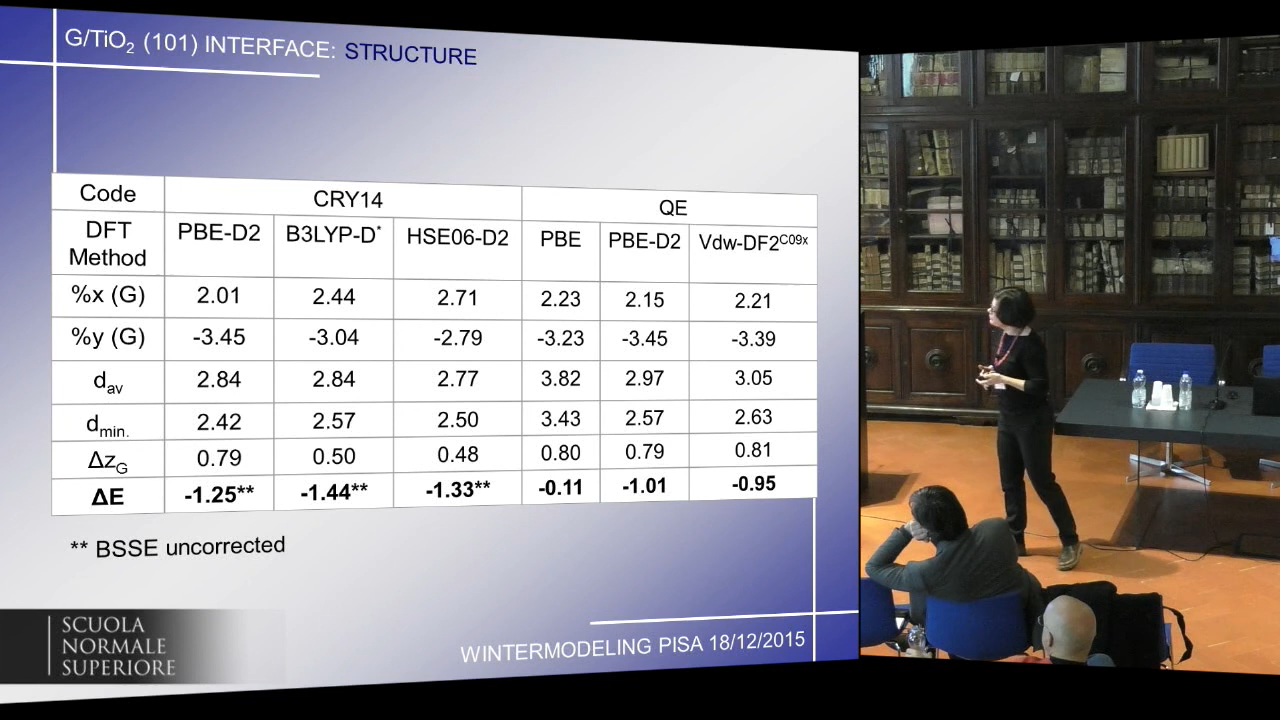 G/TiO₂ (101) INTERFACE: STRUCTURE
Code CRY14 QE
DFT Method PBE-D2 B3LYP-D* HSE06-D2 PBE PBE-D2 Vdw-DF2^C09x
%x (G) 2.01 2.44 2.71 2.23 2.15 2.21
%y (G) -3.45 -3.04 -2.79 -3.23 -3.45 -3.39
d_av 2.84 2.84 2.77 3.82 2.97 3.05
d_min. 2.42 2.57 2.50 3.43 2.57 2.63
Δz_G 0.79 0.50 0.48 0.80 0.79 0.81
ΔE -1.25** -1.44** -1.33** -0.11 -1.01 -0.95
** BSSE uncorrected
SCUOLA
NORMALE
SUPERIORE
WINTERMODELING PISA 18/12/2015